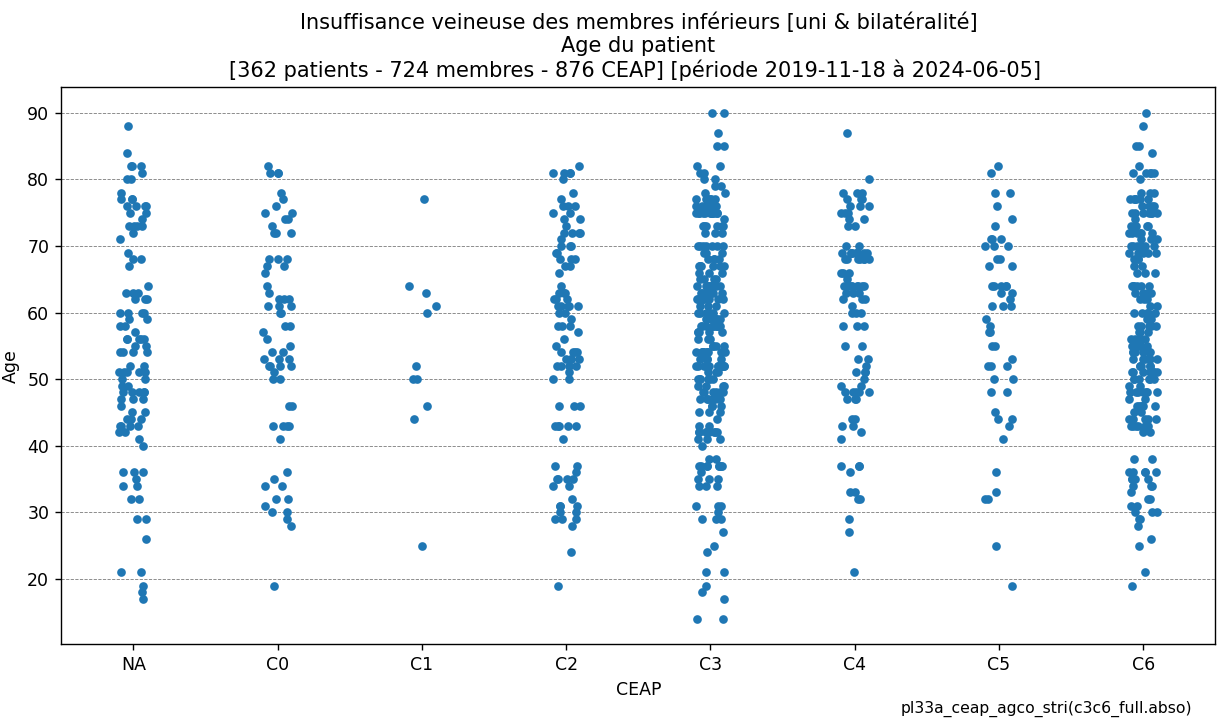 Insuffisance veineuse des membres inférieurs [uni & bilatéralité]
Age du patient
[362 patients - 724 membres - 876 CEAP] [période 2019-11-18 à 2024-06-05]
90
80
70
60
50
40
30
20
Age
NA C0 C1 C2 C3 C4 C5 C6
CEAP
pl33a_ceap_agco_stri(c3c6_full.abso)